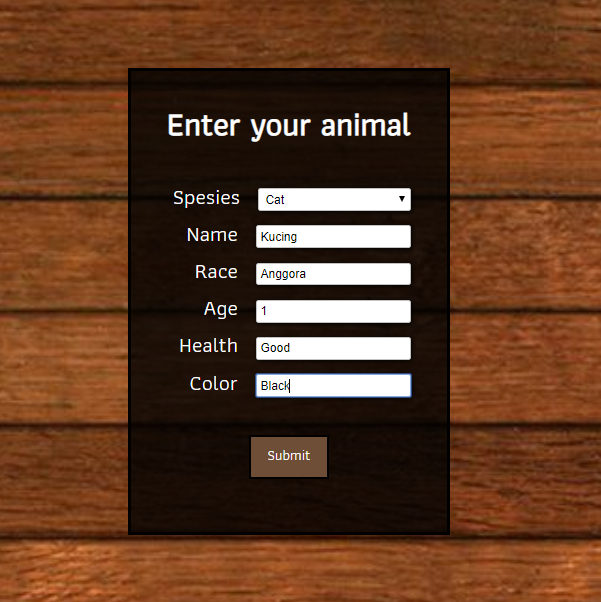 Enter your animal
Spesies Cat
Name Kucing
Race Anggora
Age 1
Health Good
Color Black
Submit